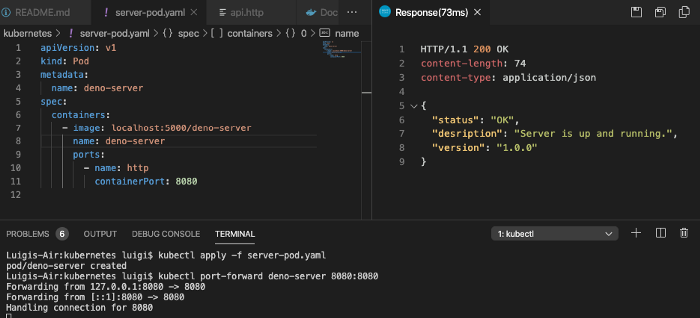 README.md
! server-pod.yaml
api.http
Doc
kubernetes > ! server-pod.yaml > {} spec > [ ] containers > {} 0 > name
1 apiVersion: v1
2 kind: Pod
3 metadata:
4 name: deno-server
5 spec:
6 containers:
7 - image: localhost:5000/deno-server
8 name: deno-server
9 ports:
10 - name: http
11 containerPort: 8080
12
Response(73ms)
1 HTTP/1.1 200 OK
2 content-length: 74
3 content-type: application/json
4
5 {
6 "status": "OK",
7 "desription": "Server is up and running.",
8 "version": "1.0.0"
9 }
PROBLEMS 6 OUTPUT DEBUG CONSOLE TERMINAL
1: kubectl
Luigis-Air:kubernetes luigi$ kubectl apply -f server-pod.yaml
pod/deno-server created
Luigis-Air:kubernetes luigi$ kubectl port-forward deno-server 8080:8080
Forwarding from 127.0.0.1:8080 -> 8080
Forwarding from [::1]:8080 -> 8080
Handling connection for 8080